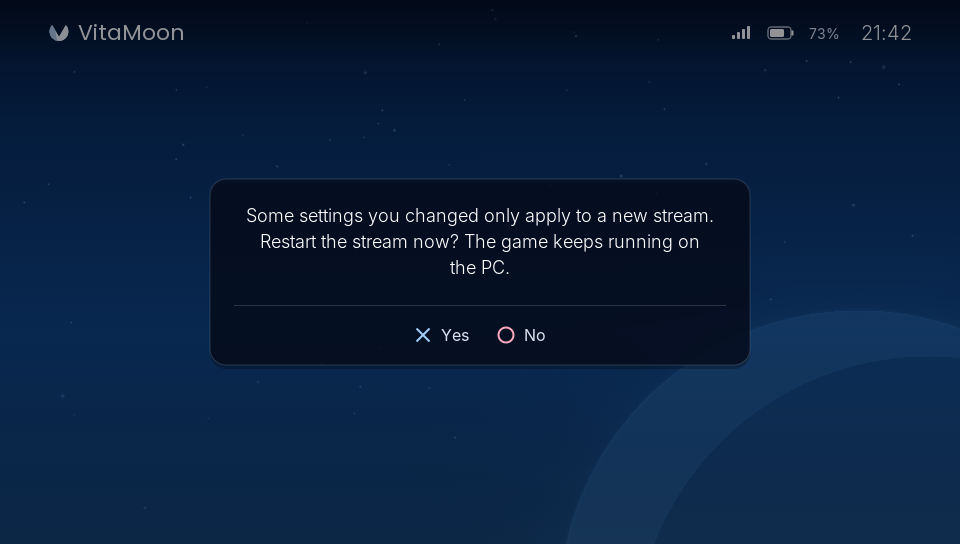 VitaMoon
73%
21:42
Some settings you changed only apply to a new stream.
Restart the stream now? The game keeps running on
the PC.
Yes
No